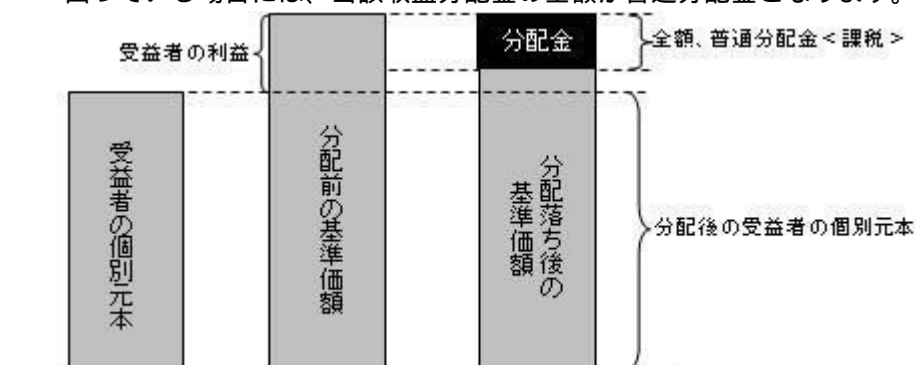 受益者の利益
分配金
全額、普通分配金＜課税＞
受益者の個別元本
分配前の基準価額
分配落ち後の
基準価額
分配後の受益者の個別元本